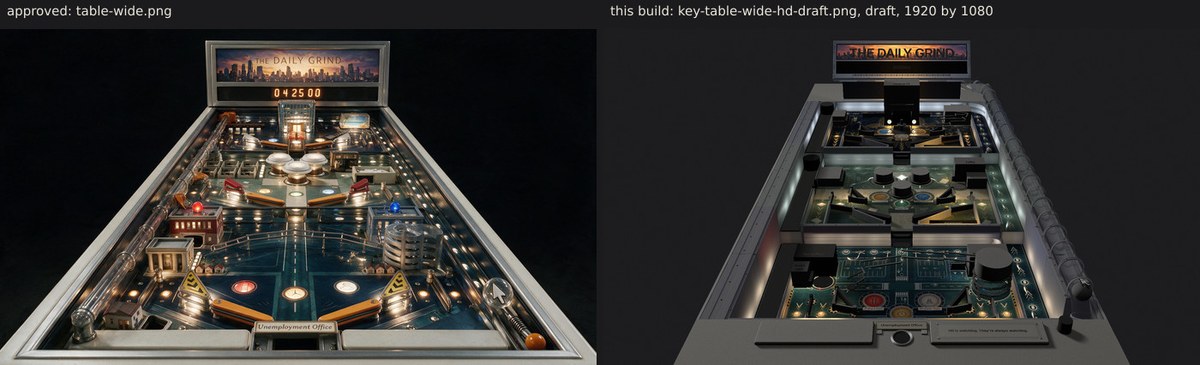 approved: table-wide.png
this build: key-table-wide-hd-draft.png, draft, 1920 by 1080
THE DAILY GRIND
THE DAILY GRIND
042500
Unemployment Office